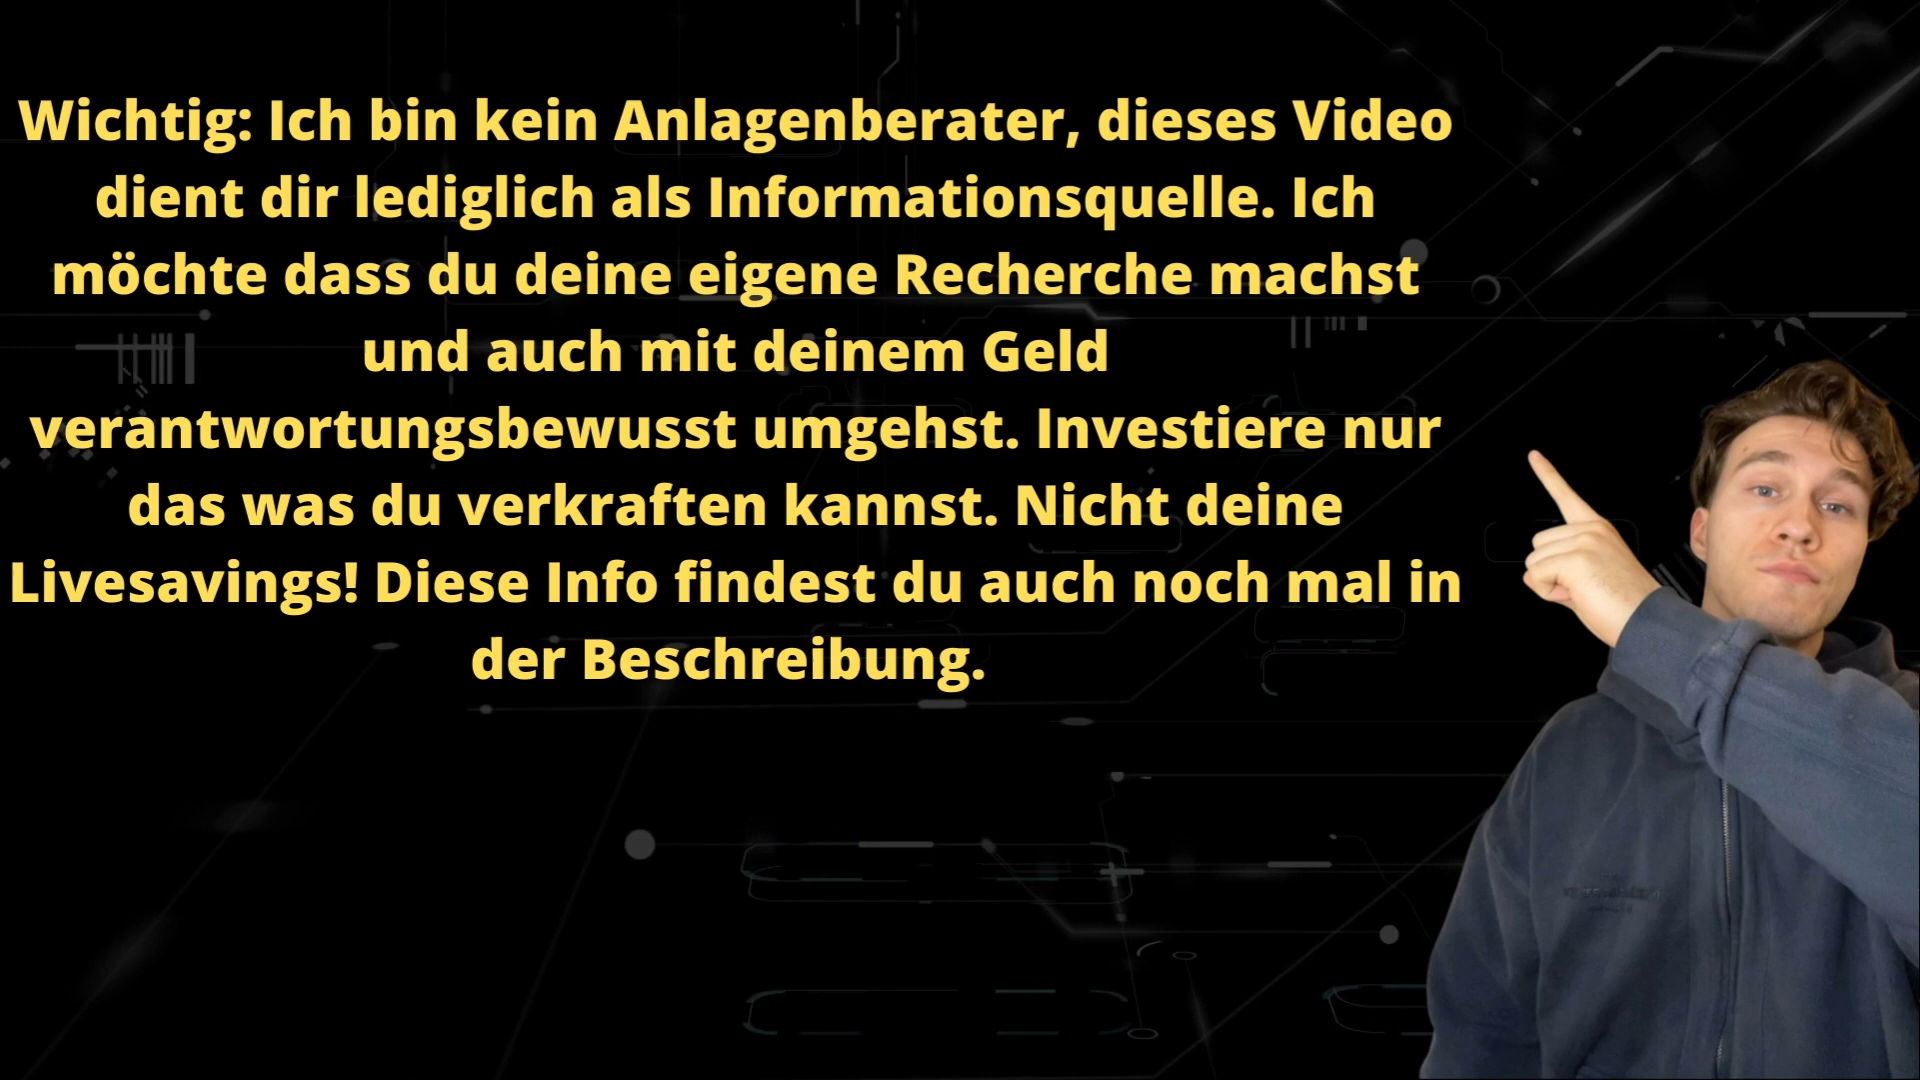 Wichtig: Ich bin kein Anlagenberater, dieses Video
dient dir lediglich als Informationsquelle. Ich
möchte dass du deine eigene Recherche machst
und auch mit deinem Geld
verantwortungsbewusst umgehst. Investiere nur
das was du verkraften kannst. Nicht deine
Livesavings! Diese Info findest du auch noch mal in
der Beschreibung.